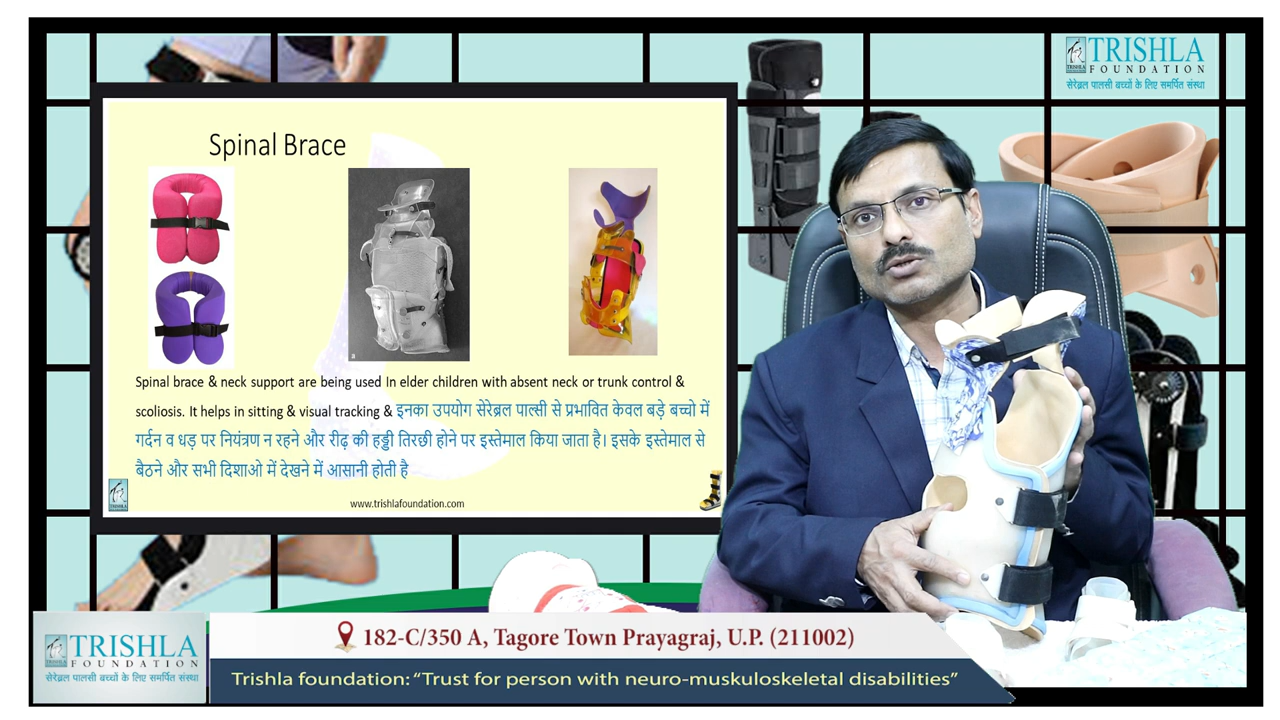 TRISHLA
FOUNDATION
सेरेब्रल पालसी बच्चों के लिए समर्पित संस्था
Spinal Brace
Spinal brace & neck support are being used In elder children with absent neck or trunk control &
scoliosis. It helps in sitting & visual tracking & इनका उपयोग सेरेब्रल पाल्सी से प्रभावित केवल बड़े बच्चो में
गर्दन व धड़ पर नियंत्रण न रहने और रीढ़ की हड्डी तिरछी होने पर इस्तेमाल किया जाता है। इसके इस्तेमाल से
बैठने और सभी दिशाओ में देखने में आसानी होती है
www.trishlafoundation.com
182-C/350 A, Tagore Town Prayagraj, U.P. (211002)
TRISHLA
FOUNDATION
सेरेब्रल पालसी बच्चों के लिए समर्पित संस्था
Trishla foundation: “Trust for person with neuro-muskuloskeletal disabilities”